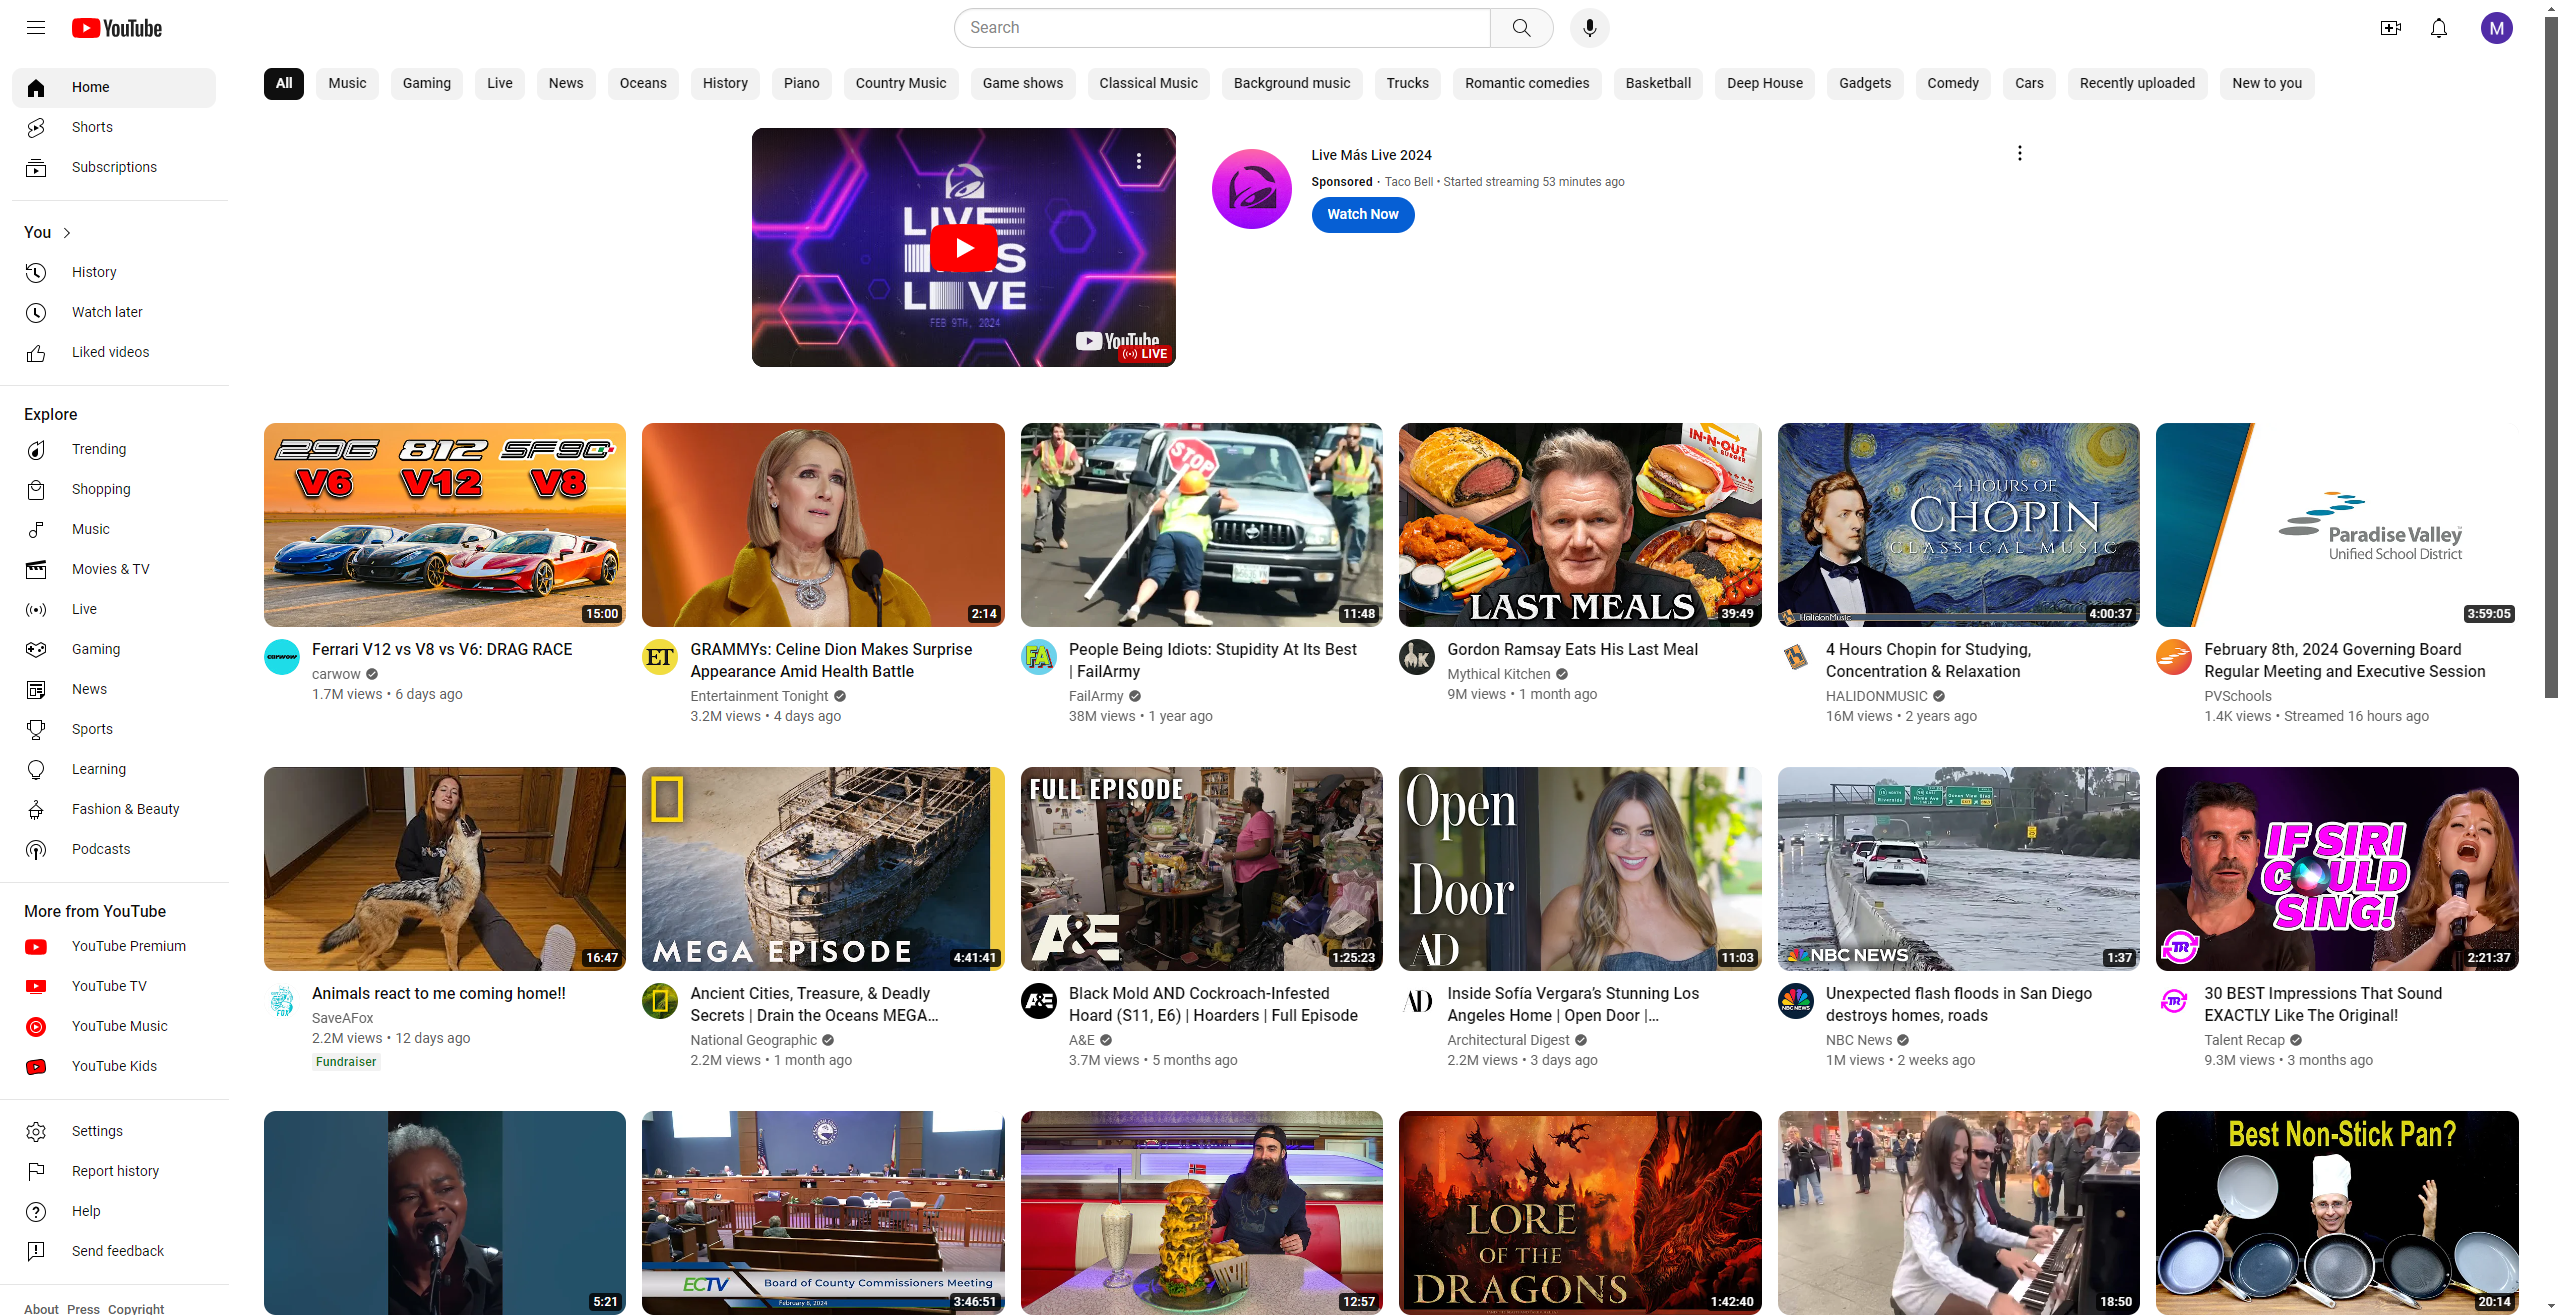 YouTube
Search
M
Home
Shorts
Subscriptions
You
History
Watch later
Liked videos
Explore
Trending
Shopping
Music
Movies & TV
Live
Gaming
News
Sports
Learning
Fashion & Beauty
Podcasts
More from YouTube
YouTube Premium
YouTube TV
YouTube Music
YouTube Kids
Settings
Report history
Help
Send feedback
About Press Copyright
All Music Gaming Live News Oceans History Piano Country Music Game shows Classical Music Background music Trucks Romantic comedies Basketball Deep House Gadgets Comedy Cars Recently uploaded New to you
LIVE
LIVE
FEB 9TH, 2024
YouTube
LIVE
Live Más Live 2024
Sponsored · Taco Bell • Started streaming 53 minutes ago
Watch Now
296 812 SF90
V6 V12 V8
15:00
Ferrari V12 vs V8 vs V6: DRAG RACE
carwow
1.7M views • 6 days ago
2:14
ET
GRAMMYs: Celine Dion Makes Surprise
Appearance Amid Health Battle
Entertainment Tonight
3.2M views • 4 days ago
STOP
11:48
FA
People Being Idiots: Stupidity At Its Best
| FailArmy
FailArmy
38M views • 1 year ago
IN-N-OUT
BURGER
LAST MEALS
39:49
MK
Gordon Ramsay Eats His Last Meal
Mythical Kitchen
9M views • 1 month ago
4 HOURS OF
CHOPIN
CLASSICAL MUSIC
HalidonMusic
4:00:37
4 Hours Chopin for Studying,
Concentration & Relaxation
HALIDONMUSIC
16M views • 2 years ago
Paradise Valley
Unified School District
3:59:05
February 8th, 2024 Governing Board
Regular Meeting and Executive Session
PVSchools
1.4K views • Streamed 16 hours ago
16:47
FOX
Animals react to me coming home!!
SaveAFox
2.2M views • 12 days ago
Fundraiser
MEGA EPISODE
4:41:41
Ancient Cities, Treasure, & Deadly
Secrets | Drain the Oceans MEGA...
National Geographic
2.2M views • 1 month ago
FULL EPISODE
A&E
1:25:23
A&E
Black Mold AND Cockroach-Infested
Hoard (S11, E6) | Hoarders | Full Episode
A&E
3.7M views • 5 months ago
Open
Door
AD
11:03
AD
Inside Sofía Vergara's Stunning Los
Angeles Home | Open Door |...
Architectural Digest
2.2M views • 3 days ago
NBC NEWS
1:37
NBC NEWS
Unexpected flash floods in San Diego
destroys homes, roads
NBC News
1M views • 2 weeks ago
IF SIRI
COULD
SING!
TR
2:21:37
TR
30 BEST Impressions That Sound
EXACTLY Like The Original!
Talent Recap
9.3M views • 3 months ago
5:21
ECTV Board of County Commissioners Meeting
February 8, 2024
3:46:51
12:57
LORE
OF THE
DRAGONS
1:42:40
18:50
Best Non-Stick Pan?
20:14